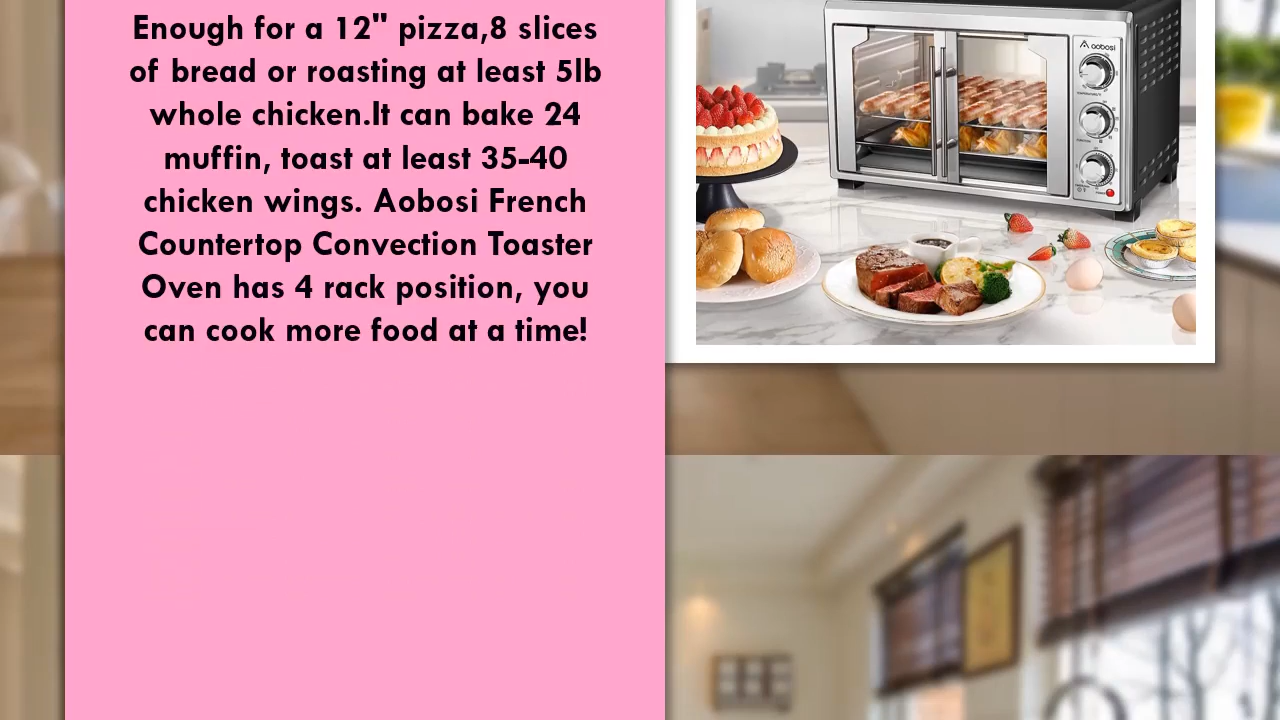 Enough for a 12" pizza,8 slices
of bread or roasting at least 5lb
whole chicken.It can bake 24
muffin, toast at least 35-40
chicken wings. Aobosi French
Countertop Convection Toaster
Oven has 4 rack position, you
can cook more food at a time!
aobosi